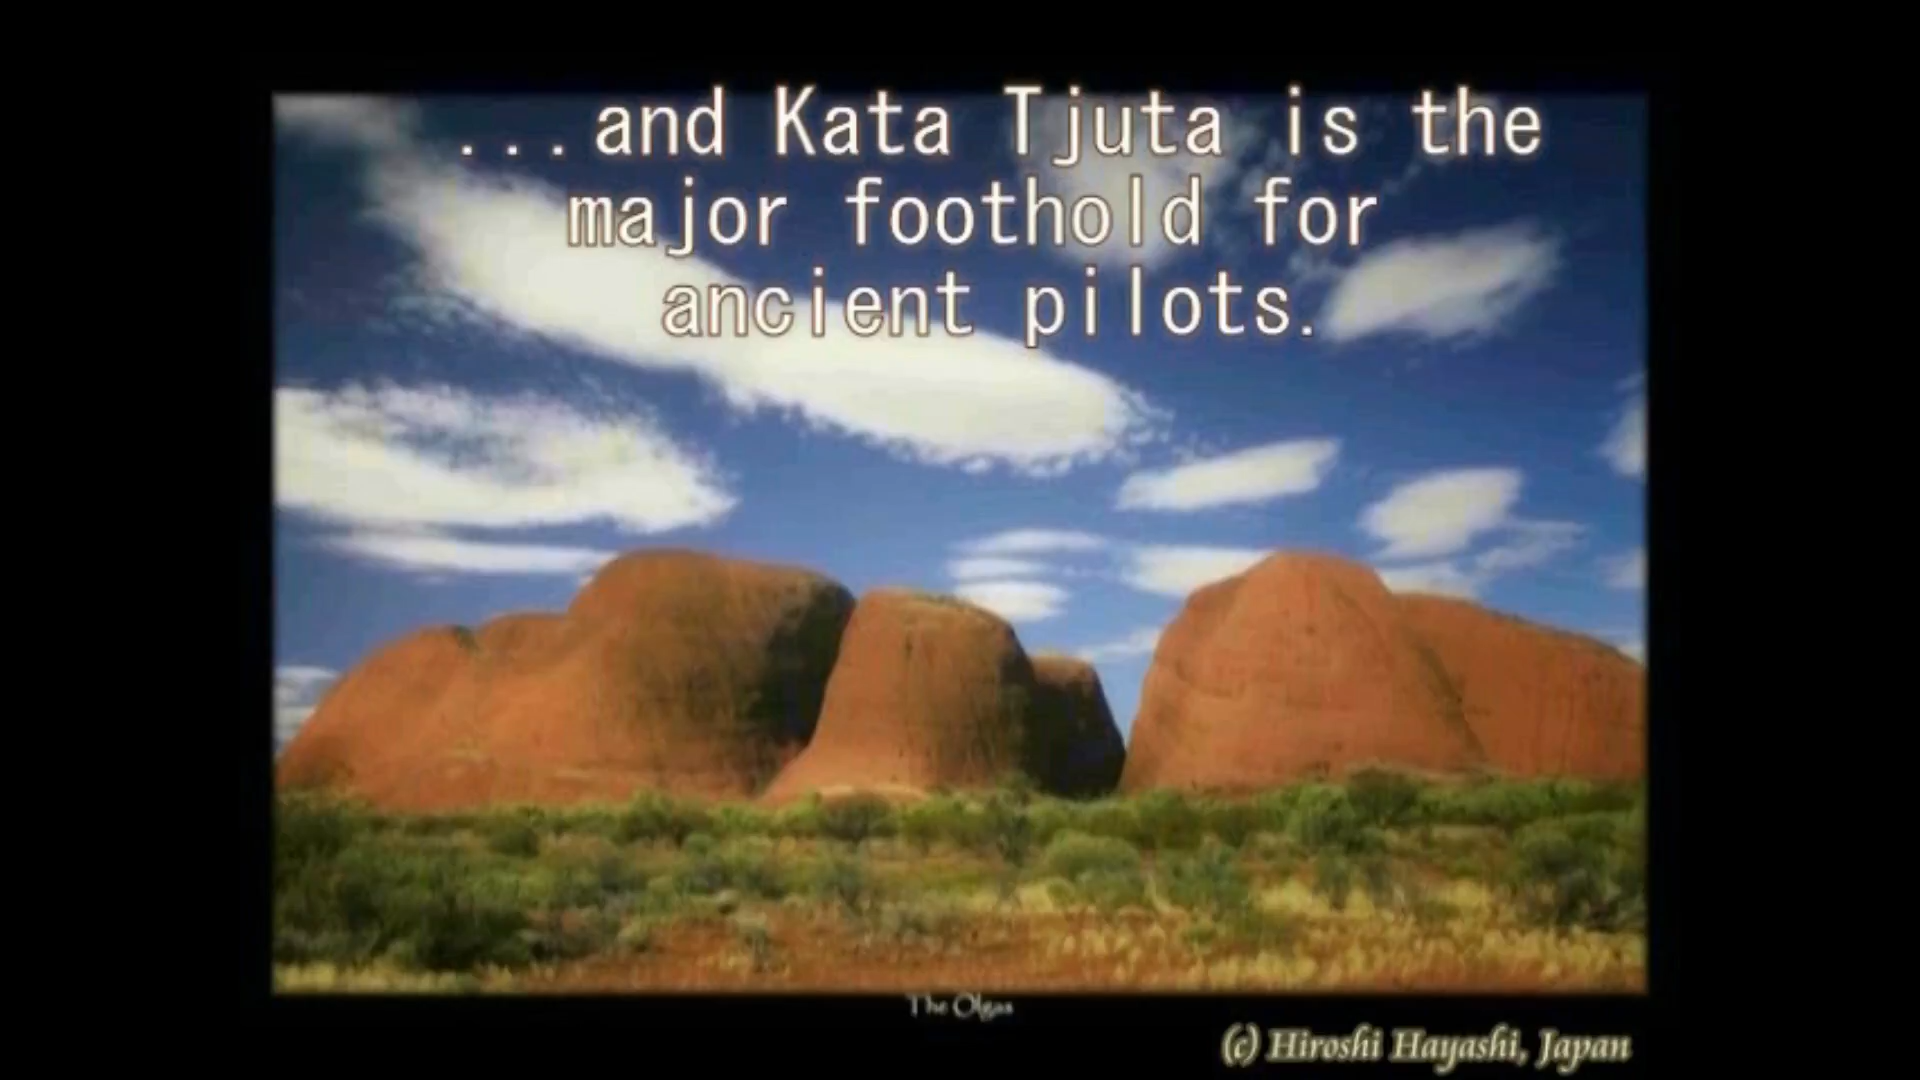 ...and Kata Tjuta is the
major foothold for
ancient pilots.
The Olgas
(c) Hiroshi Hayashi, Japan